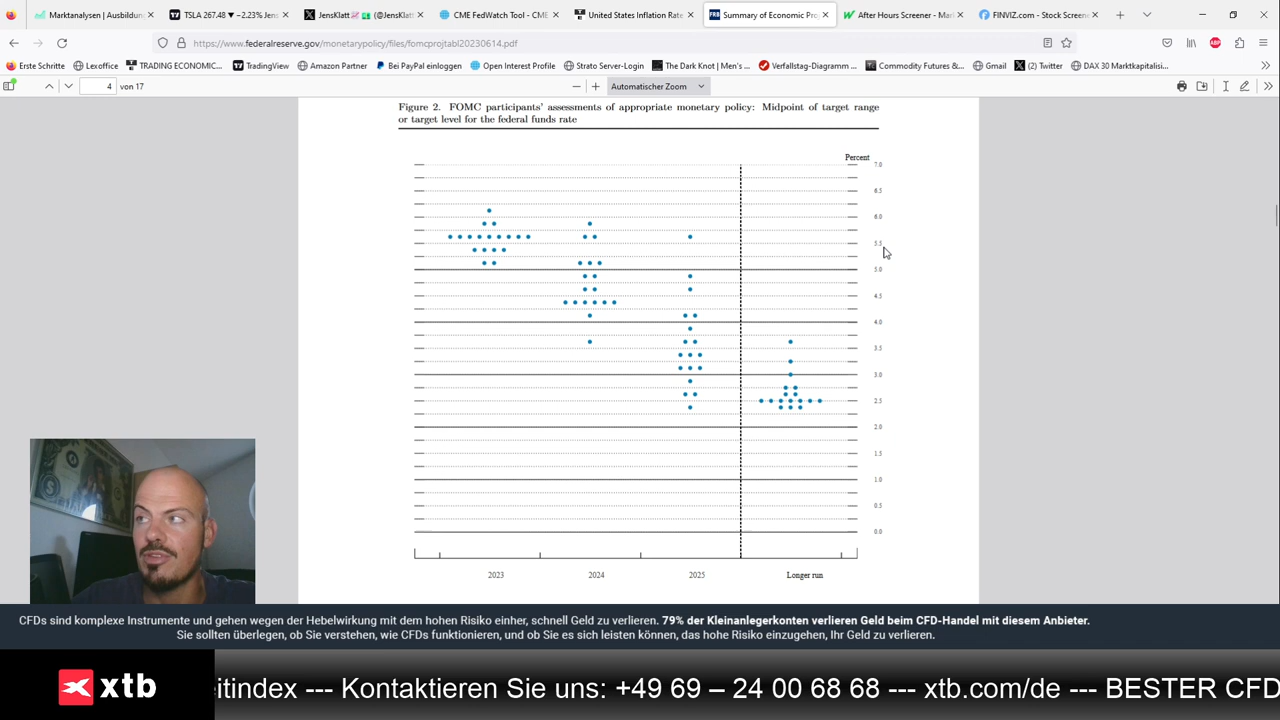 Marktanalysen | Ausbildun
TSLA 267.48 ▼ −2.23% Jens
JensKlatt (@JensKlatt
CME FedWatch Tool - CME
United States Inflation Rate
Summary of Economic Pro
After Hours Screener - Mark
FINVIZ.com - Stock Screene
https://www.federalreserve.gov/monetarypolicy/files/fomcprojtabl20230614.pdf
Erste Schritte
Lexoffice
TRADING ECONOMIC...
TradingView
Amazon Partner
Bei PayPal einloggen
Open Interest Profile
Strato Server-Login
The Dark Knot | Men's ...
Verfallstag-Diagramm ...
Commodity Futures &...
Gmail
(2) Twitter
DAX 30 Marktkapitalisi...
4 von 17
Automatischer Zoom
Figure 2. FOMC participants' assessments of appropriate monetary policy: Midpoint of target range
or target level for the federal funds rate
Percent
7.0
6.5
6.0
5.5
5.0
4.5
4.0
3.5
3.0
2.5
2.0
1.5
1.0
0.5
0.0
2023 2024 2025 Longer run
CFDs sind komplexe Instrumente und gehen wegen der Hebelwirkung mit dem hohen Risiko einher, schnell Geld zu verlieren. 79% der Kleinanlegerkonten verlieren Geld beim CFD-Handel mit diesem Anbieter.
Sie sollten überlegen, ob Sie verstehen, wie CFDs funktionieren, und ob Sie es sich leisten können, das hohe Risiko einzugehen, Ihr Geld zu verlieren.
xtb
eitindex --- Kontaktieren Sie uns: +49 69 – 24 00 68 68 --- xtb.com/de --- BESTER CFD